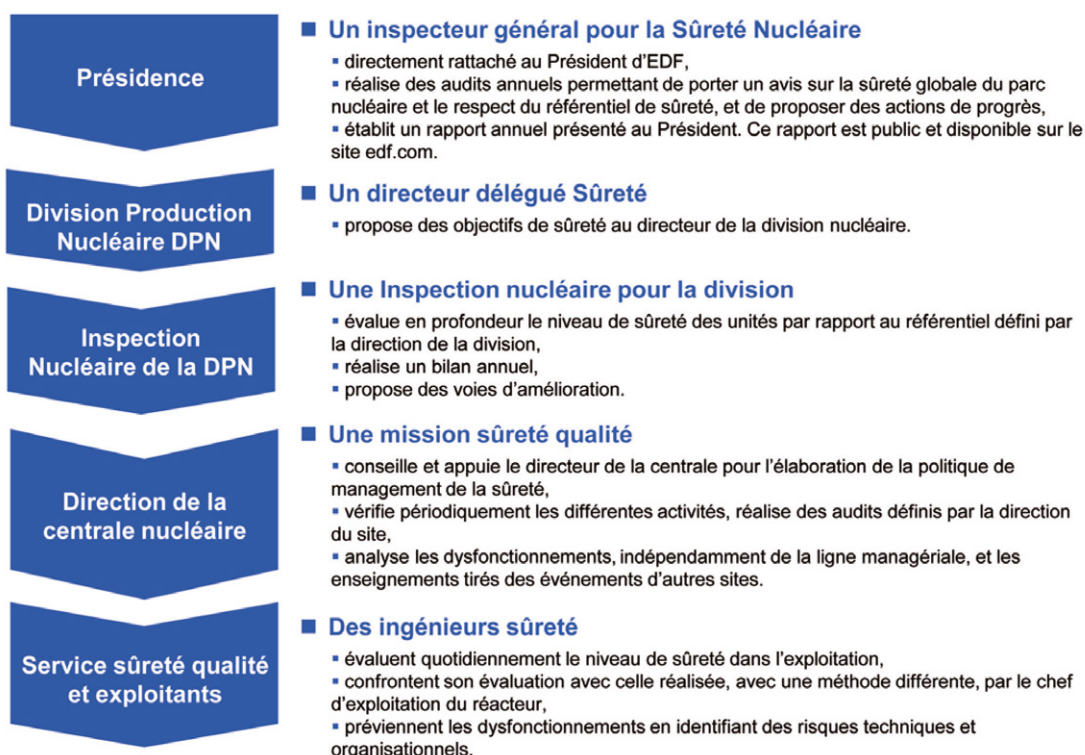 Présidence
■ Un inspecteur général pour la Sûreté Nucléaire
▪ directement rattaché au Président d'EDF,
▪ réalise des audits annuels permettant de porter un avis sur la sûreté globale du parc
nucléaire et le respect du référentiel de sûreté, et de proposer des actions de progrès,
▪ établit un rapport annuel présenté au Président. Ce rapport est public et disponible sur le
site edf.com.
Division Production
Nucléaire DPN
■ Un directeur délégué Sûreté
▪ propose des objectifs de sûreté au directeur de la division nucléaire.
Inspection
Nucléaire de la DPN
■ Une Inspection nucléaire pour la division
▪ évalue en profondeur le niveau de sûreté des unités par rapport au référentiel défini par
la direction de la division,
▪ réalise un bilan annuel,
▪ propose des voies d'amélioration.
Direction de la
centrale nucléaire
■ Une mission sûreté qualité
▪ conseille et appuie le directeur de la centrale pour l'élaboration de la politique de
management de la sûreté,
▪ vérifie périodiquement les différentes activités, réalise des audits définis par la direction
du site,
▪ analyse les dysfonctionnements, indépendamment de la ligne managériale, et les
enseignements tirés des événements d'autres sites.
Service sûreté qualité
et exploitants
■ Des ingénieurs sûreté
▪ évaluent quotidiennement le niveau de sûreté dans l'exploitation,
▪ confrontent son évaluation avec celle réalisée, avec une méthode différente, par le chef
d'exploitation du réacteur,
▪ préviennent les dysfonctionnements en identifiant des risques techniques et
organisationnels.